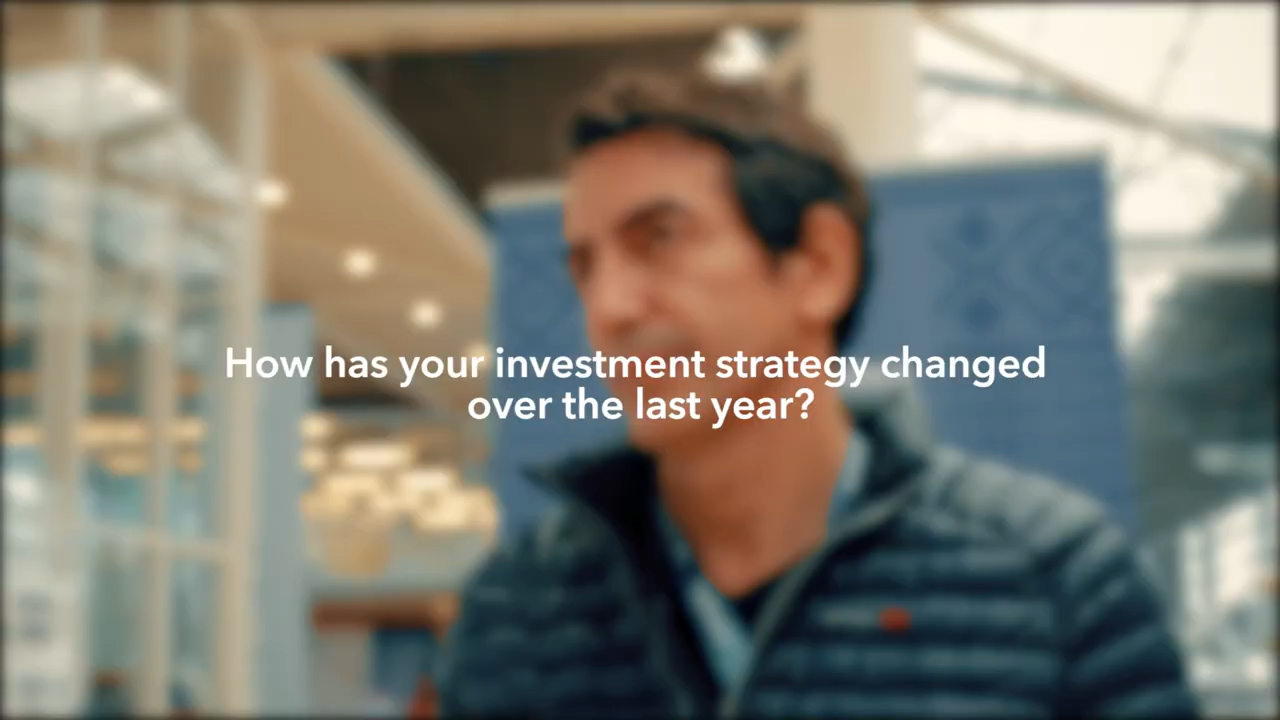 How has your investment strategy changed
over the last year?